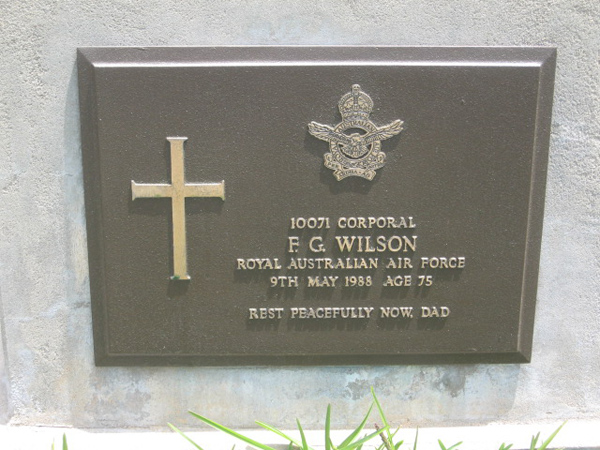 10071 CORPORAL
F. G. WILSON
ROYAL AUSTRALIAN AIR FORCE
9TH MAY 1988 AGE 75
REST PEACEFULLY NOW, DAD